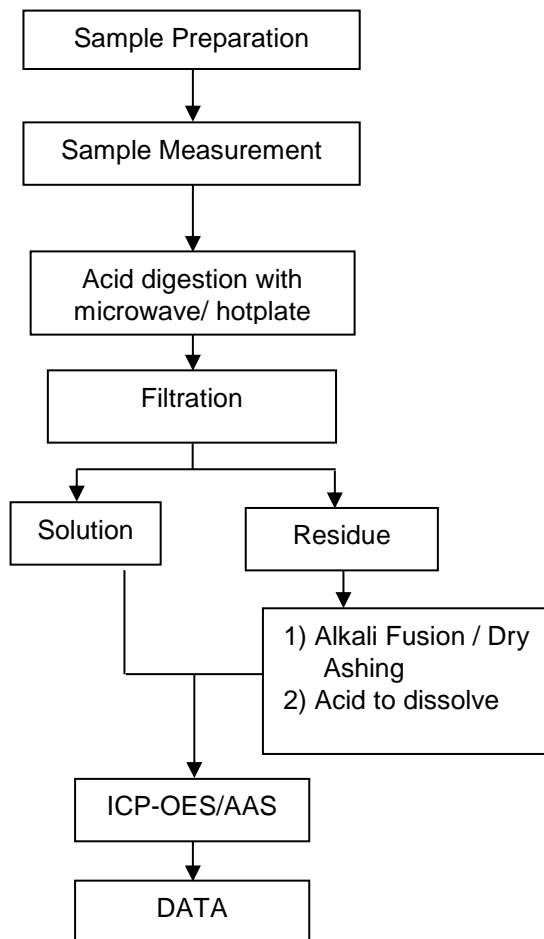 Sample Preparation
Sample Measurement
Acid digestion with
microwave/ hotplate
Filtration
Solution
Residue
1) Alkali Fusion / Dry
Ashing
2) Acid to dissolve
ICP-OES/AAS
DATA